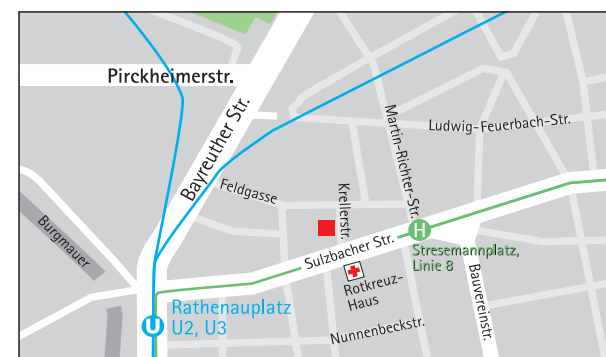 Pirckheimerstr.
Bayreuther Str.
Martin-Richter-Str.
Ludwig-Feuerbach-Str.
Feldgasse
Krellerstr.
Burgmauer
Sulzbacher Str.
H
Stresemannplatz,
Linie 8
Bauvereinstr.
Rotkreuz-
Haus
U
Rathenauplatz
U2, U3
Nunnenbeckstr.